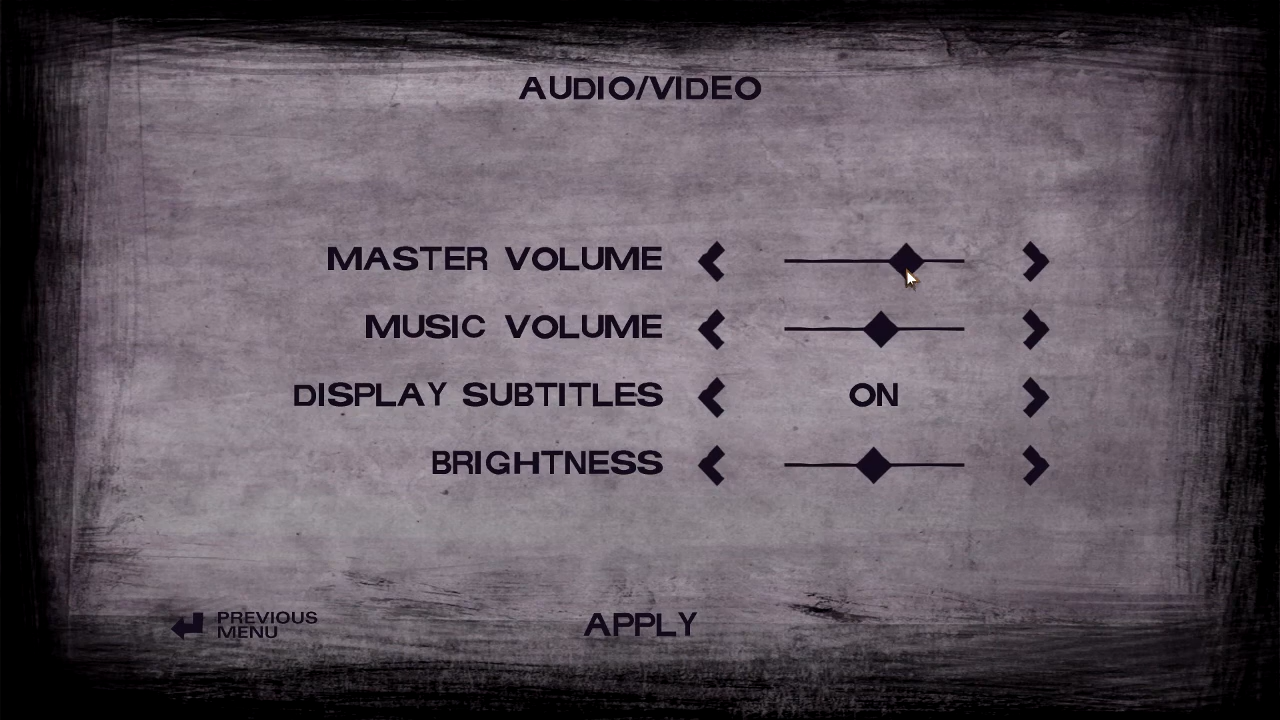 AUDIO/VIDEO
MASTER VOLUME
MUSIC VOLUME
DISPLAY SUBTITLES ON
BRIGHTNESS
PREVIOUS
MENU
APPLY